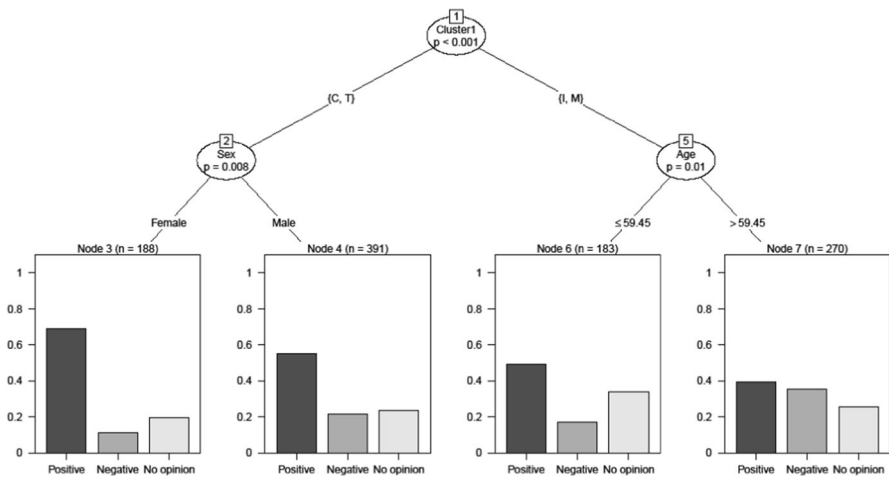 1
Cluster1
p < 0.001
{C, T}
{I, M}
2
Sex
p = 0.008
5
Age
p = 0.01
Female
Male
≤ 59.45
> 59.45
Node 3 (n = 188)
1
0.8
0.6
0.4
0.2
0
Positive Negative No opinion
Node 4 (n = 391)
1
0.8
0.6
0.4
0.2
0
Positive Negative No opinion
Node 6 (n = 183)
1
0.8
0.6
0.4
0.2
0
Positive Negative No opinion
Node 7 (n = 270)
1
0.8
0.6
0.4
0.2
0
Positive Negative No opinion